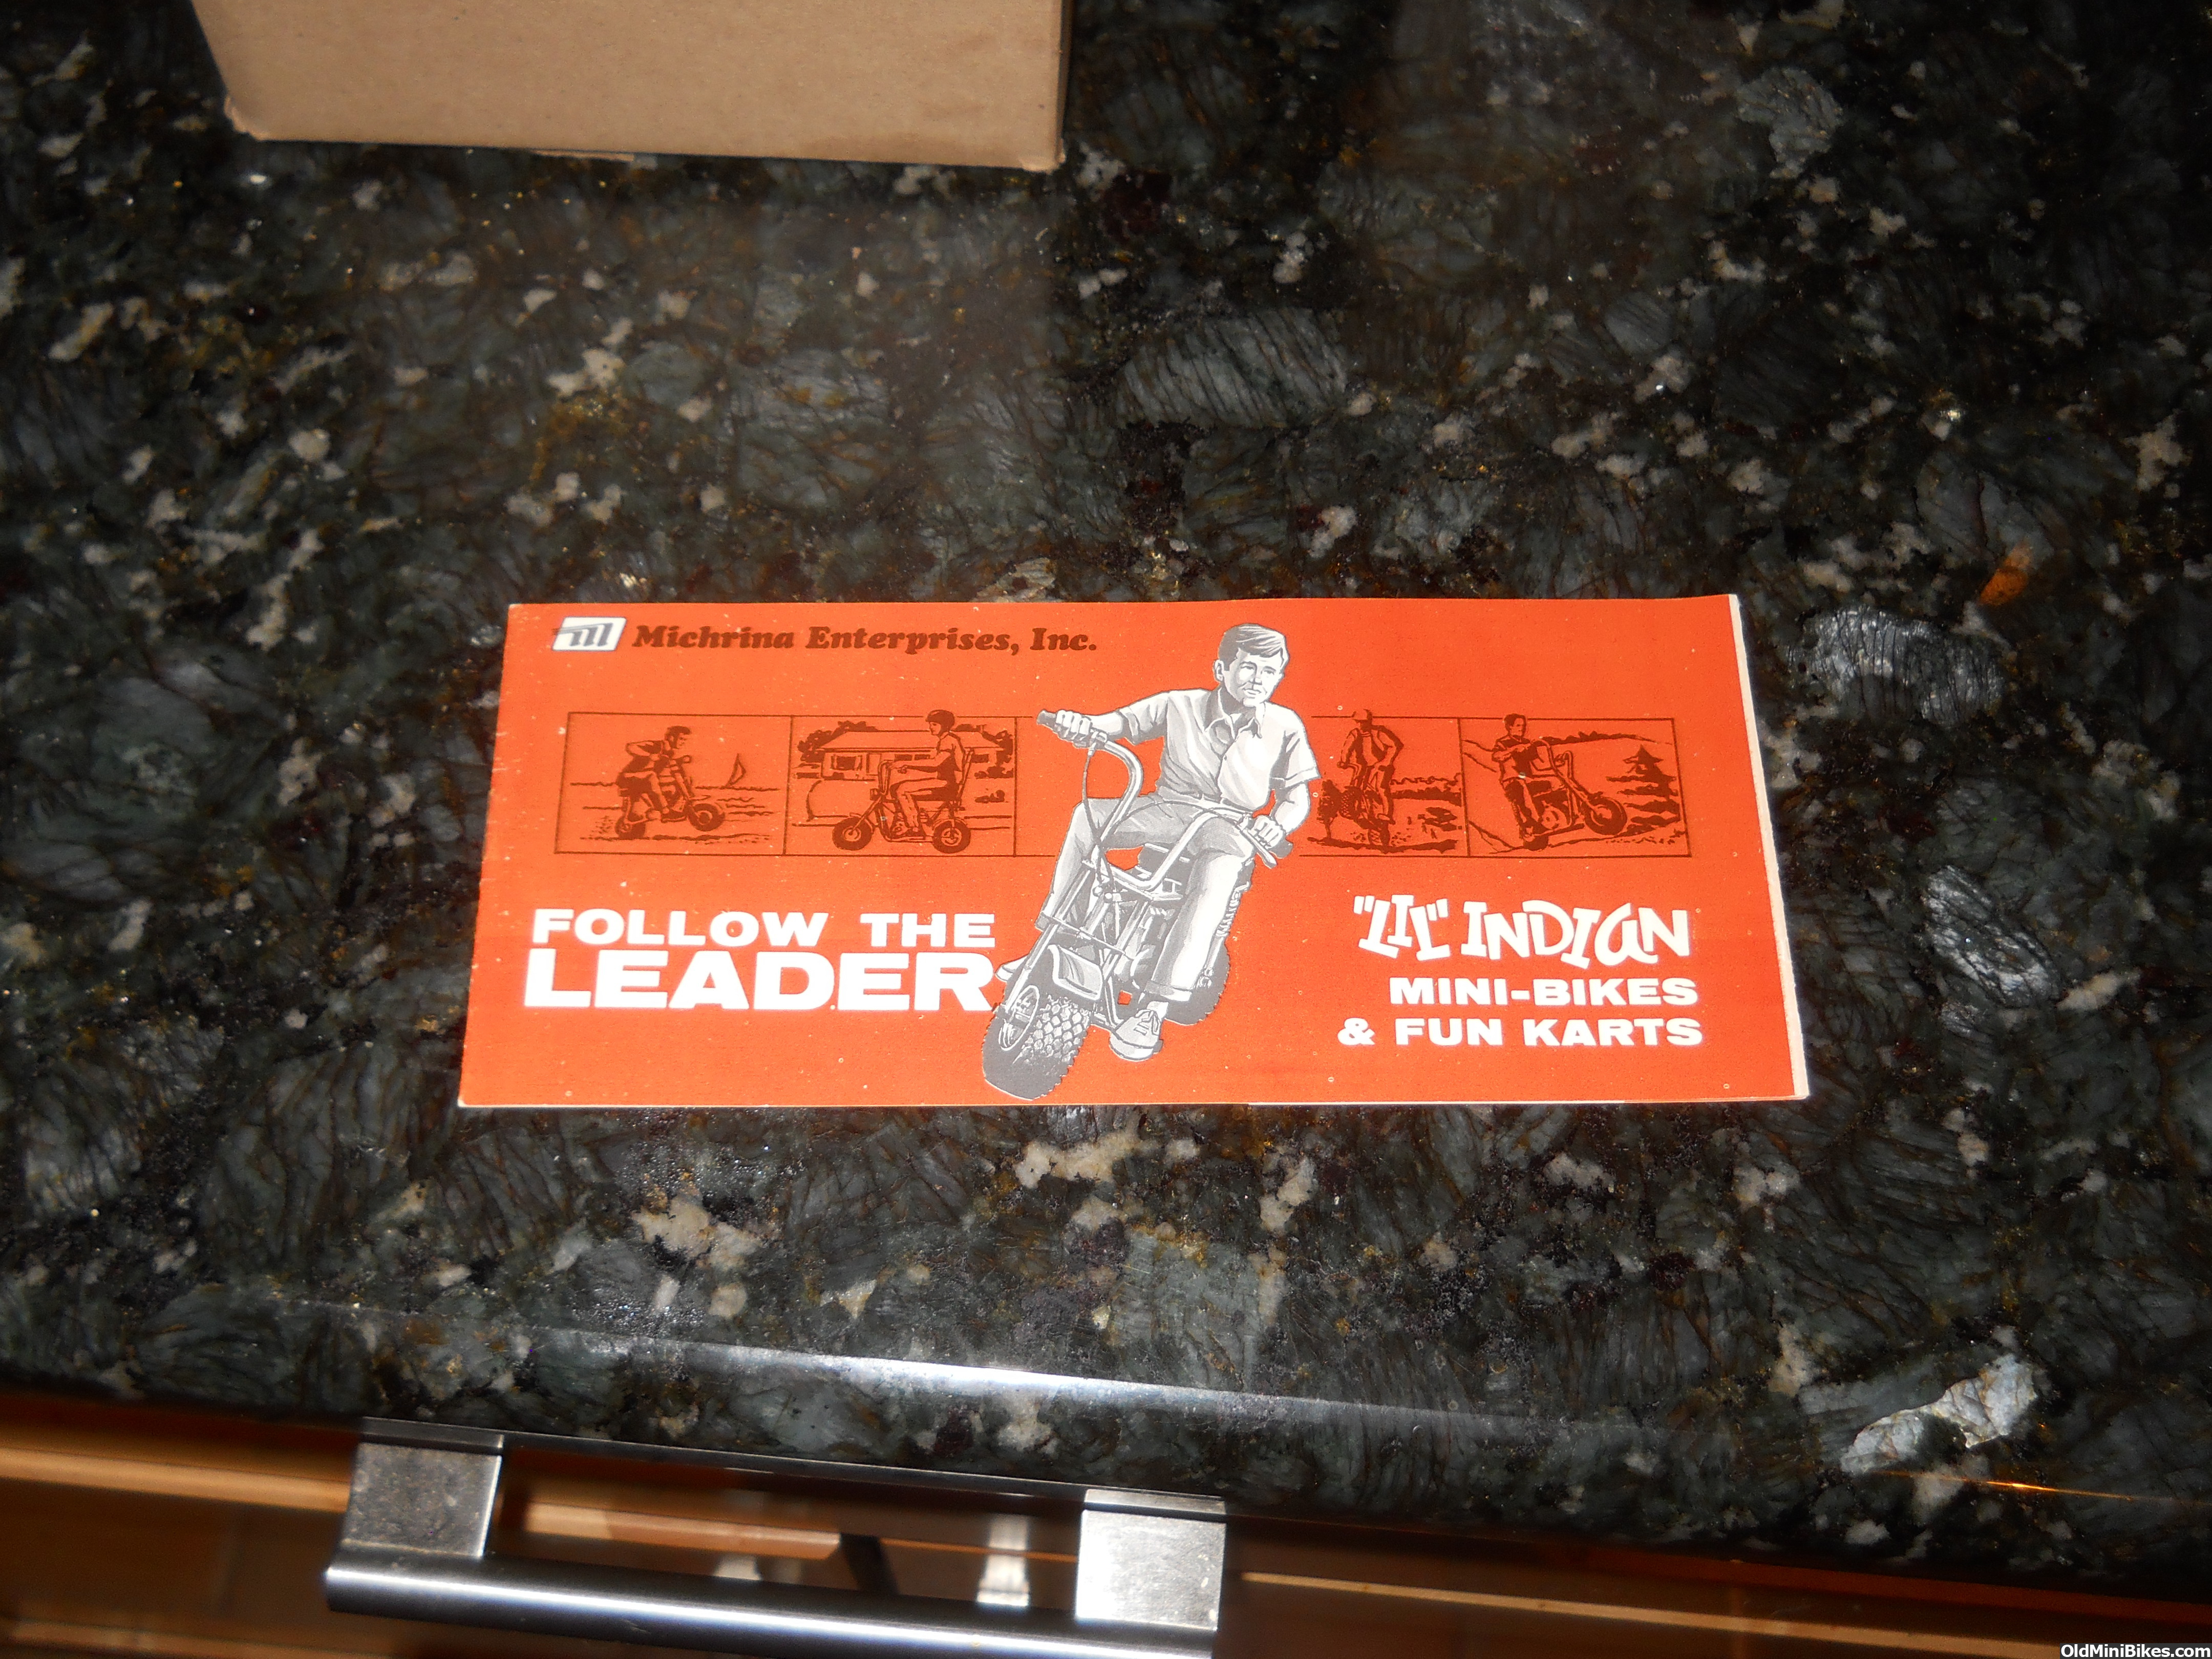 m Michrina Enterprises, Inc.
FOLLOW THE
LEADER
"LIL" INDIAN
MINI-BIKES
& FUN KARTS
OldMiniBikes.com